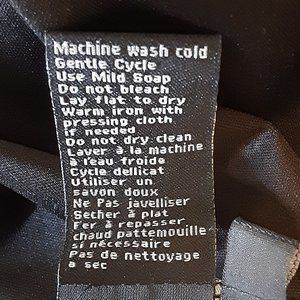 Machine wash cold
Gentle Cycle
Use Mild Soap
Do not bleach
Lay flat to dry
Warm iron with
pressing cloth
if needed
Do not dry clean
Laver à la machine
à l'eau froide
Cycle dellicat
Utiliser un
savon doux
Ne Pas javelliser
Secher à plat
Fer à repasser
chaud pattemouille
si nécessaire
Pas de nettoyage
a sec